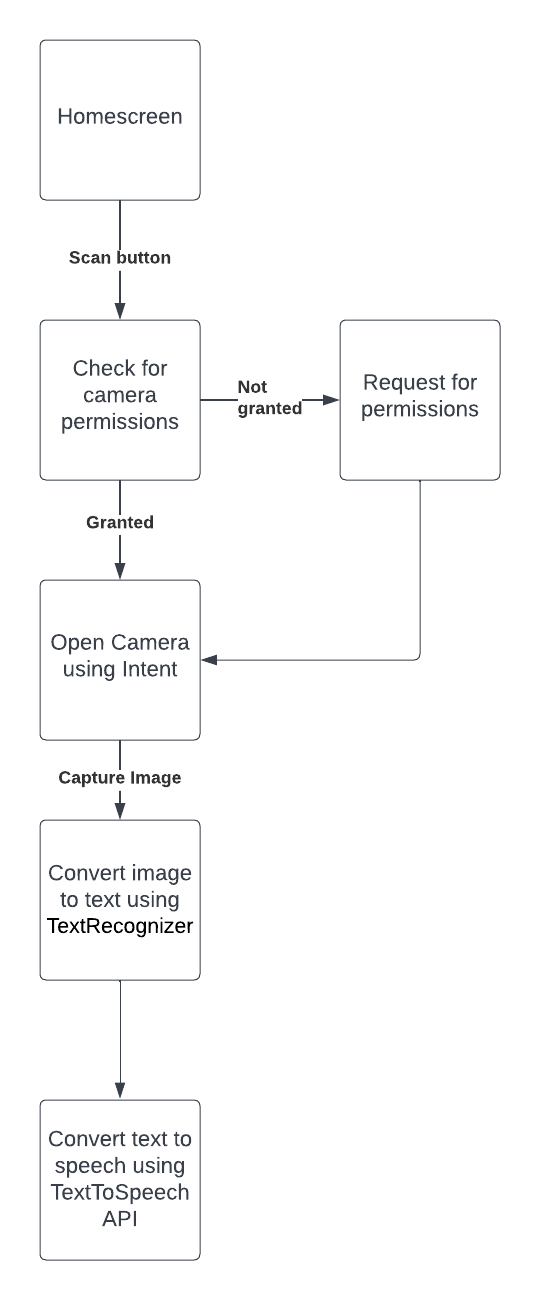 Homescreen
Scan button
Check for
camera
permissions
Not
granted
Request for
permissions
Granted
Open Camera
using Intent
Capture Image
Convert image
to text using
TextRecognizer
Convert text to
speech using
TextToSpeech
API